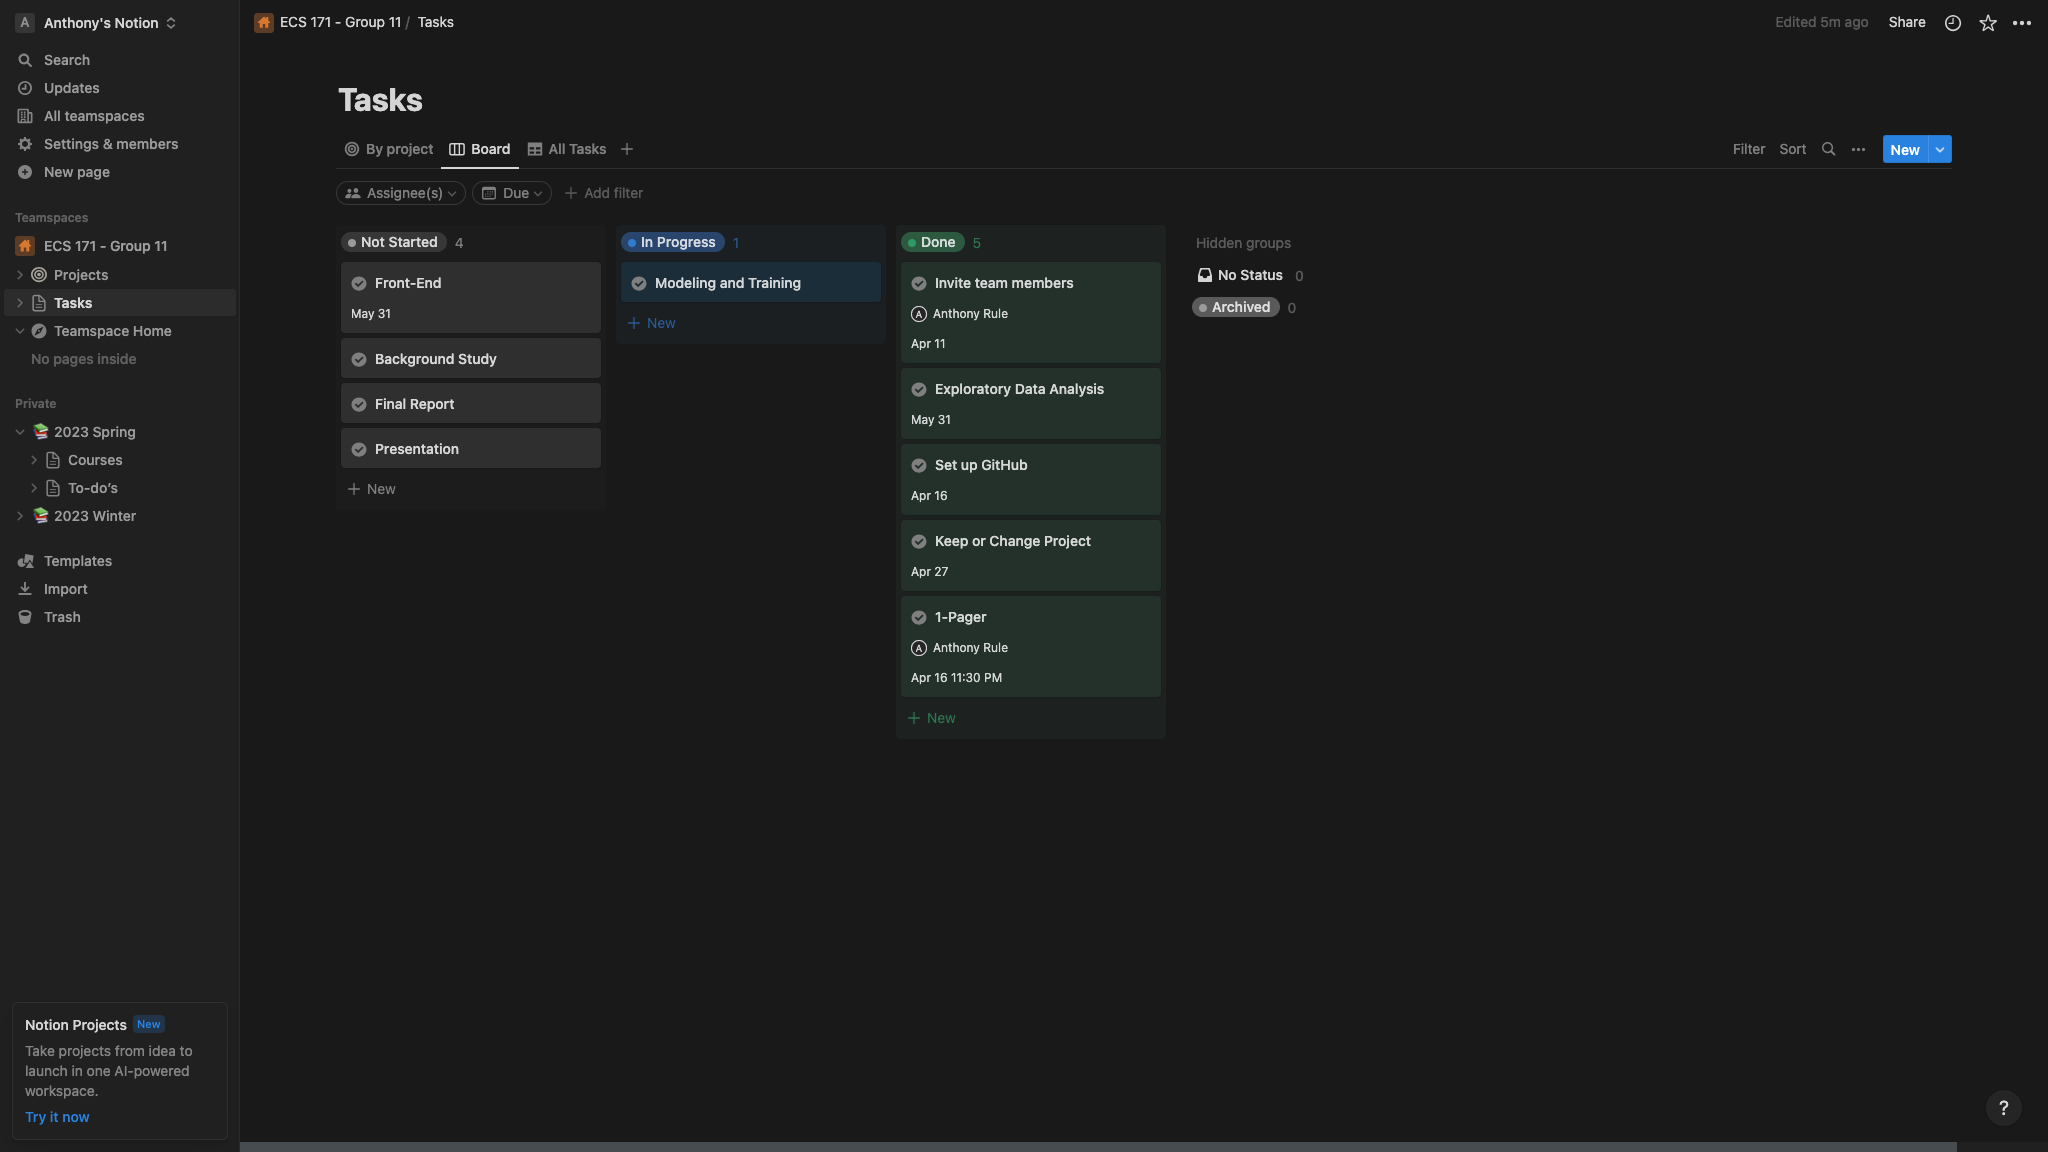 A Anthony's Notion
Search
Updates
All teamspaces
Settings & members
New page
Teamspaces
ECS 171 - Group 11
Projects
Tasks
Teamspace Home
No pages inside
Private
2023 Spring
Courses
To-do's
2023 Winter
Templates
Import
Trash
Notion Projects New
Take projects from idea to
launch in one AI-powered
workspace.
Try it now
ECS 171 - Group 11 / Tasks
Edited 5m ago Share
Tasks
By project Board All Tasks
Filter Sort New
Assignee(s) Due Add filter
Not Started 4
Front-End
May 31
Background Study
Final Report
Presentation
New
In Progress 1
Modeling and Training
New
Done 5
Invite team members
A Anthony Rule
Apr 11
Exploratory Data Analysis
May 31
Set up GitHub
Apr 16
Keep or Change Project
Apr 27
1-Pager
A Anthony Rule
Apr 16 11:30 PM
New
Hidden groups
No Status 0
Archived 0
?